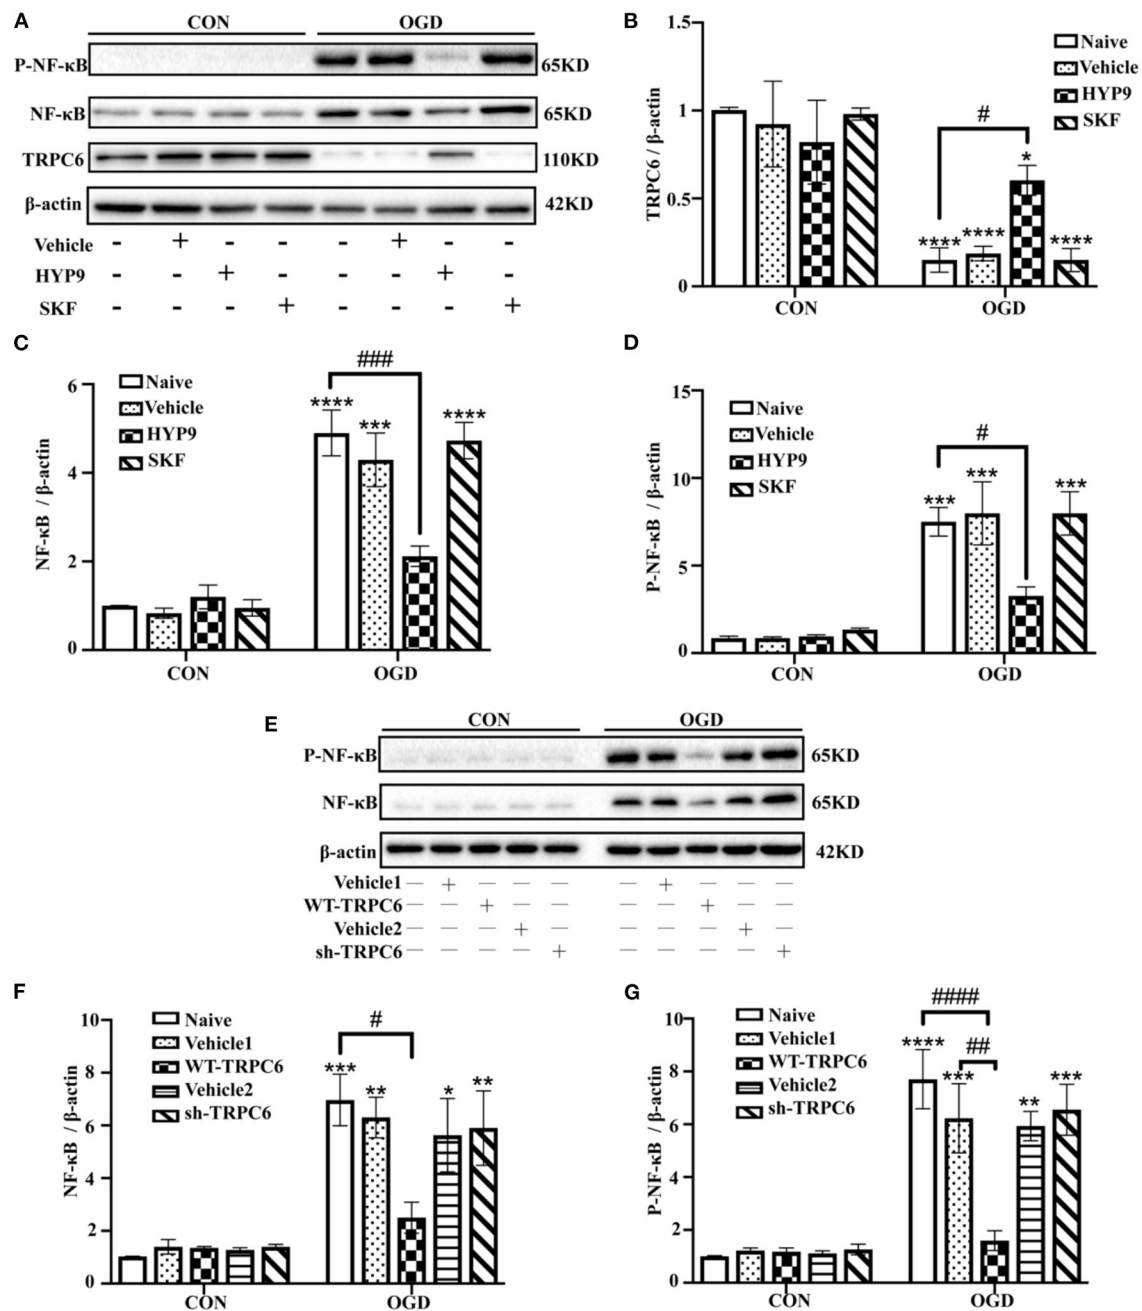 A
CON OGD
P-NF-κB 65KD
NF-κB 65KD
TRPC6 110KD
β-actin 42KD
Vehicle - + - - - + - -
HYP9 - - + - - - + -
SKF - - - + - - - +
B
1.5
1
0.5
0
TRPC6 / β-actin
Naive
Vehicle
HYP9
SKF
#
*
**** **** ****
CON OGD
C
6
4
2
0
NF-κB / β-actin
Naive
Vehicle
HYP9
SKF
###
**** *** ****
CON OGD
D
15
10
5
0
P-NF-κB / β-actin
Naive
Vehicle
HYP9
SKF
#
*** *** ***
CON OGD
E
CON OGD
P-NF-κB 65KD
NF-κB 65KD
β-actin 42KD
Vehicle1 — + — — — — + — — —
WT-TRPC6 — — + — — — — + — —
Vehicle2 — — — + — — — — + —
sh-TRPC6 — — — — + — — — — +
F
10
8
6
4
2
0
NF-κB / β-actin
Naive
Vehicle1
WT-TRPC6
Vehicle2
sh-TRPC6
#
*** ** * **
CON OGD
G
10
8
6
4
2
0
P-NF-κB / β-actin
Naive
Vehicle1
WT-TRPC6
Vehicle2
sh-TRPC6
####
##
**** *** ** ***
CON OGD